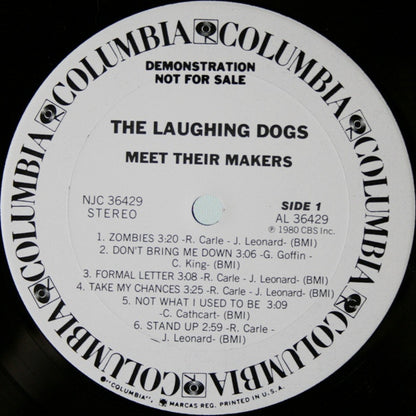 COLUMBIA COLUMBIA COLUMBIA COLUMBIA COLUMBIA COLUMBIA
DEMONSTRATION
NOT FOR SALE
THE LAUGHING DOGS
MEET THEIR MAKERS
NJC 36429
STEREO
SIDE 1
AL 36429
℗ 1980 CBS Inc.
1. ZOMBIES 3:20 -R. Carle - J. Leonard- (BMI)
2. DON'T BRING ME DOWN 3:06 -G. Goffin -
C. King- (BMI)
3. FORMAL LETTER 3:08 -R. Carle - J. Leonard- (BMI)
4. TAKE MY CHANCES 3:25 -R. Carle - J. Leonard- (BMI)
5. NOT WHAT I USED TO BE 3:09
-C. Cathcart- (BMI)
6. STAND UP 2:59 -R. Carle -
J. Leonard- (BMI)
"COLUMBIA", MARCAS REG. PRINTED IN U.S.A.